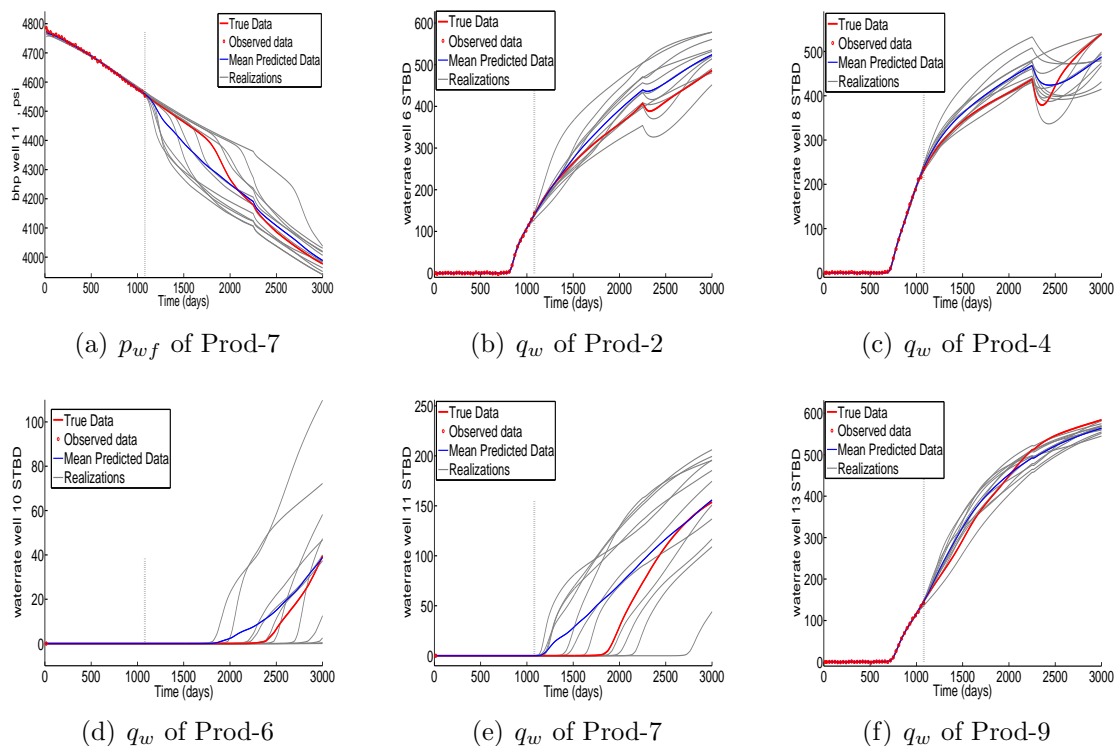 4800
4700
4600
4500
4400
4300
4200
4100
4000
bhp well 11 , psi
0 500 1000 1500 2000 2500 3000
Time (days)
True Data
Observed data
Mean Predicted Data
Realizations
(a) p_wf of Prod-7
600
500
400
300
200
100
0
waterrate well 6 STBD
0 500 1000 1500 2000 2500 3000
Time (days)
True Data
Observed data
Mean Predicted Data
Realizations
(b) q_w of Prod-2
500
400
300
200
100
0
waterrate well 8 STBD
0 500 1000 1500 2000 2500 3000
Time (days)
True Data
Observed data
Mean Predicted Data
Realizations
(c) q_w of Prod-4
100
80
60
40
20
0
waterrate well 10 STBD
0 500 1000 1500 2000 2500 3000
Time (days)
True Data
Observed data
Mean Predicted Data
Realizations
(d) q_w of Prod-6
250
200
150
100
50
0
waterrate well 11 STBD
0 500 1000 1500 2000 2500 3000
Time (days)
True Data
Observed data
Mean Predicted Data
Realizations
(e) q_w of Prod-7
600
500
400
300
200
100
0
waterrate well 13 STBD
0 500 1000 1500 2000 2500 3000
Time (days)
True Data
Observed data
Mean Predicted Data
Realizations
(f) q_w of Prod-9